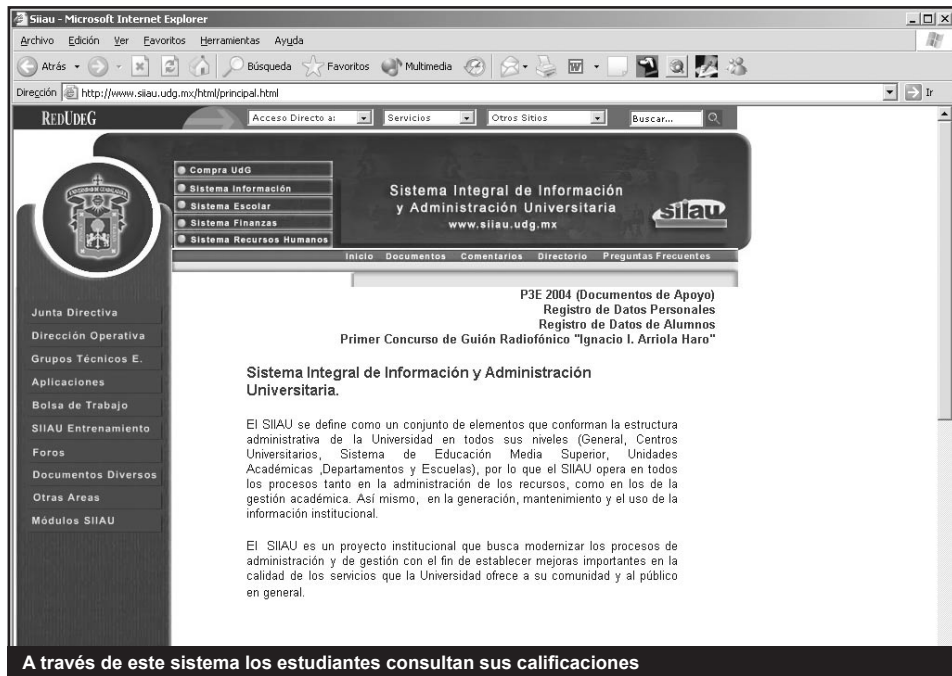 Siiau - Microsoft Internet Explorer
Archivo Edición Ver Favoritos Herramientas Ayuda
Atrás Búsqueda Favoritos Multimedia
Dirección http://www.siiau.udg.mx/html/principal.html Ir
REDUDEG Acceso Directo a: Servicios Otros Sitios Buscar...
Compra UdG
Sistema Información
Sistema Escolar
Sistema Finanzas
Sistema Recursos Humanos
Sistema Integral de Información
y Administración Universitaria
www.siiau.udg.mx
siiau
Inicio Documentos Comentarios Directorio Preguntas Frecuentes
Junta Directiva
Dirección Operativa
Grupos Técnicos E.
Aplicaciones
Bolsa de Trabajo
SIIAU Entrenamiento
Foros
Documentos Diversos
Otras Areas
Módulos SIIAU
P3E 2004 (Documentos de Apoyo)
Registro de Datos Personales
Registro de Datos de Alumnos
Primer Concurso de Guión Radiofónico "Ignacio I. Arriola Haro"
Sistema Integral de Información y Administración
Universitaria.
El SIIAU se define como un conjunto de elementos que conforman la estructura
administrativa de la Universidad en todos sus niveles (General, Centros
Universitarios, Sistema de Educación Media Superior, Unidades
Académicas ,Departamentos y Escuelas), por lo que el SIIAU opera en todos
los procesos tanto en la administración de los recursos, como en los de la
gestión académica. Así mismo, en la generación, mantenimiento y el uso de la
información institucional.
El SIIAU es un proyecto institucional que busca modernizar los procesos de
administración y de gestión con el fin de establecer mejoras importantes en la
calidad de los servicios que la Universidad ofrece a su comunidad y al público
en general.
A través de este sistema los estudiantes consultan sus calificaciones